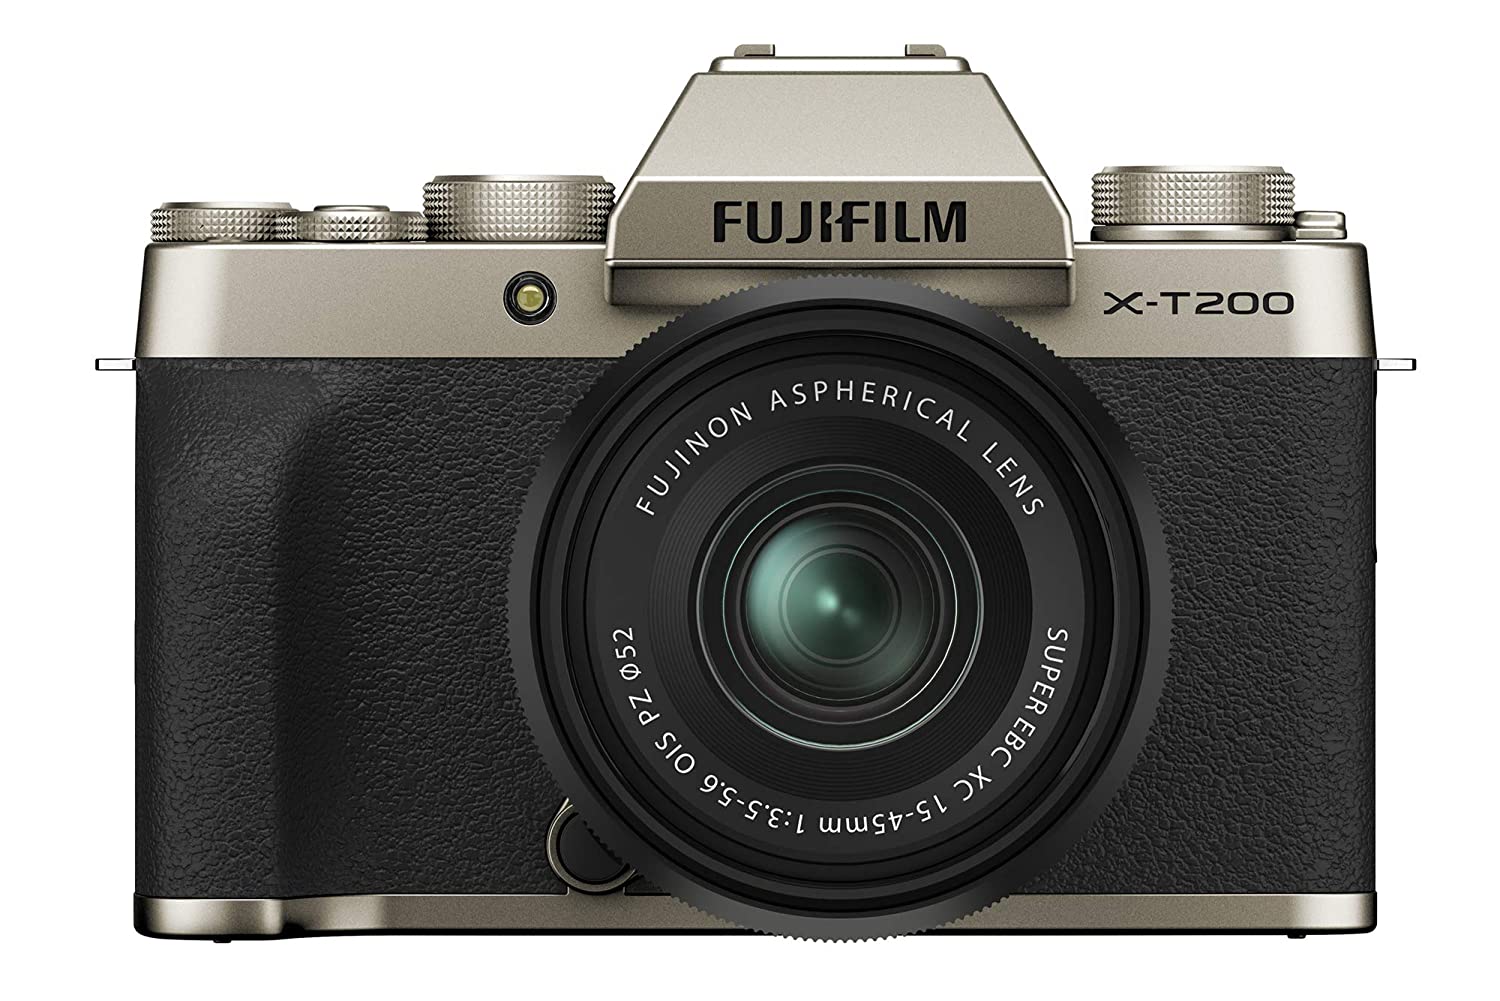 FUJIFILM
X-T200
FUJINON ASPHERICAL LENS
SUPER EBC XC 15-45mm 1:3.5-5.6 OIS PZ Ø52